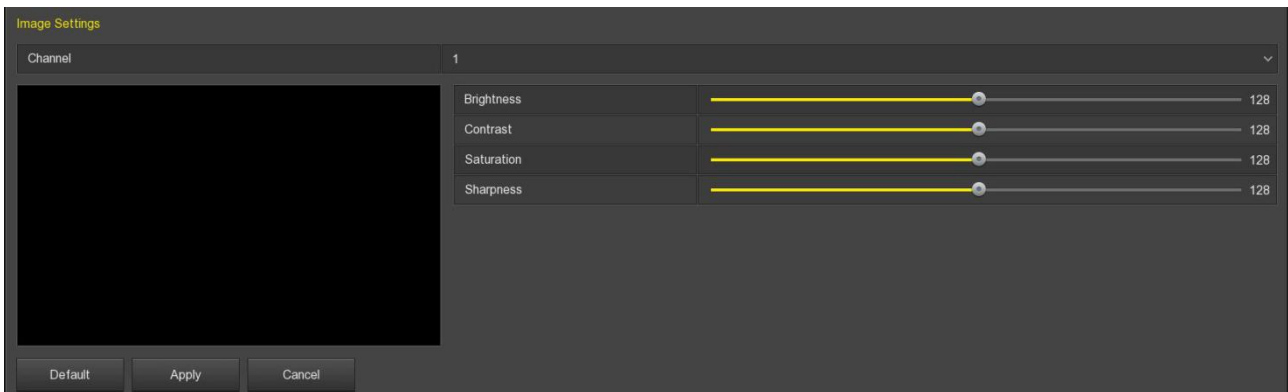 Image Settings
Channel 1
Brightness 128
Contrast 128
Saturation 128
Sharpness 128
Default Apply Cancel